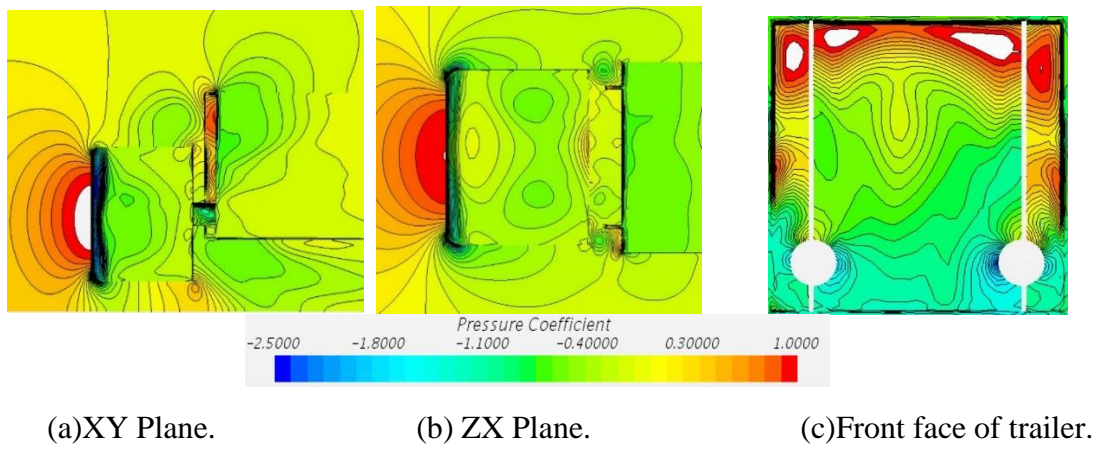 Pressure Coefficient
-2.5000 -1.8000 -1.1000 -0.40000 0.30000 1.0000
(a)XY Plane. (b) ZX Plane. (c)Front face of trailer.